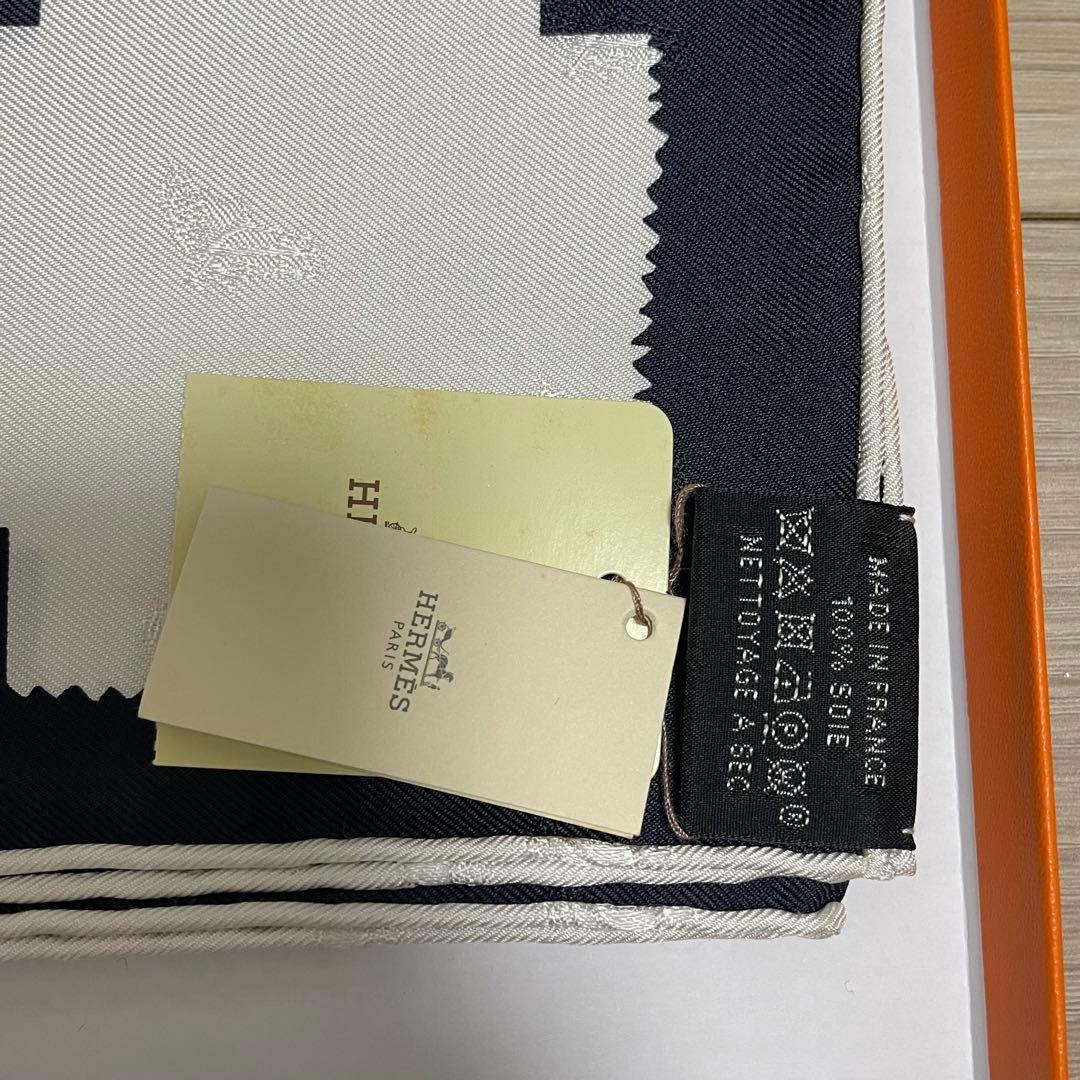 H
HERMÈS
PARIS
MADE IN FRANCE
100% SOIE
NETTOYAGE À SEC